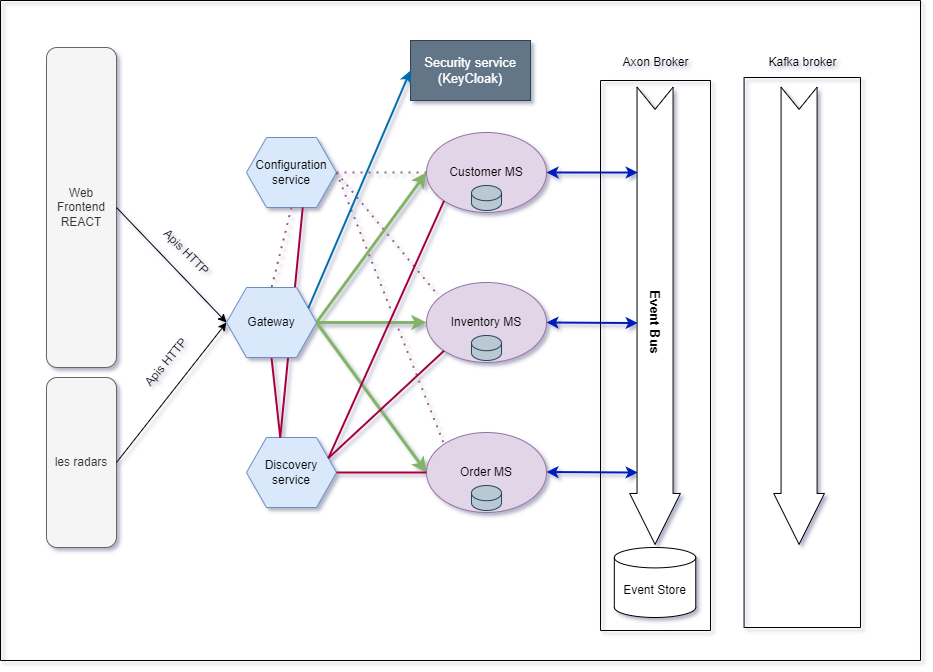 Security service
(KeyCloak)
Axon Broker
Kafka broker
Configuration
service
Customer MS
Web
Frontend
REACT
Apis HTTP
Gateway
Inventory MS
Event Bus
Apis HTTP
les radars
Discovery
service
Order MS
Event Store